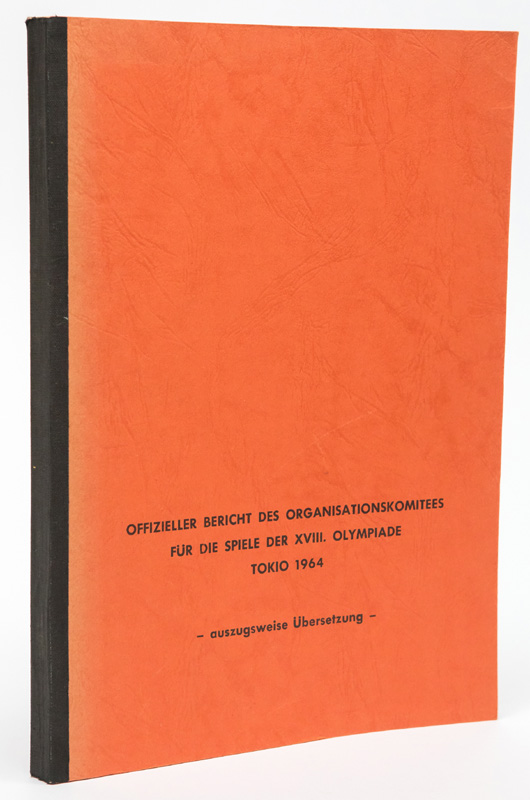 OFFIZIELLER BERICHT DES ORGANISATIONSKOMITEES
FÜR DIE SPIELE DER XVIII. OLYMPIADE
TOKIO 1964
– auszugsweise Übersetzung –